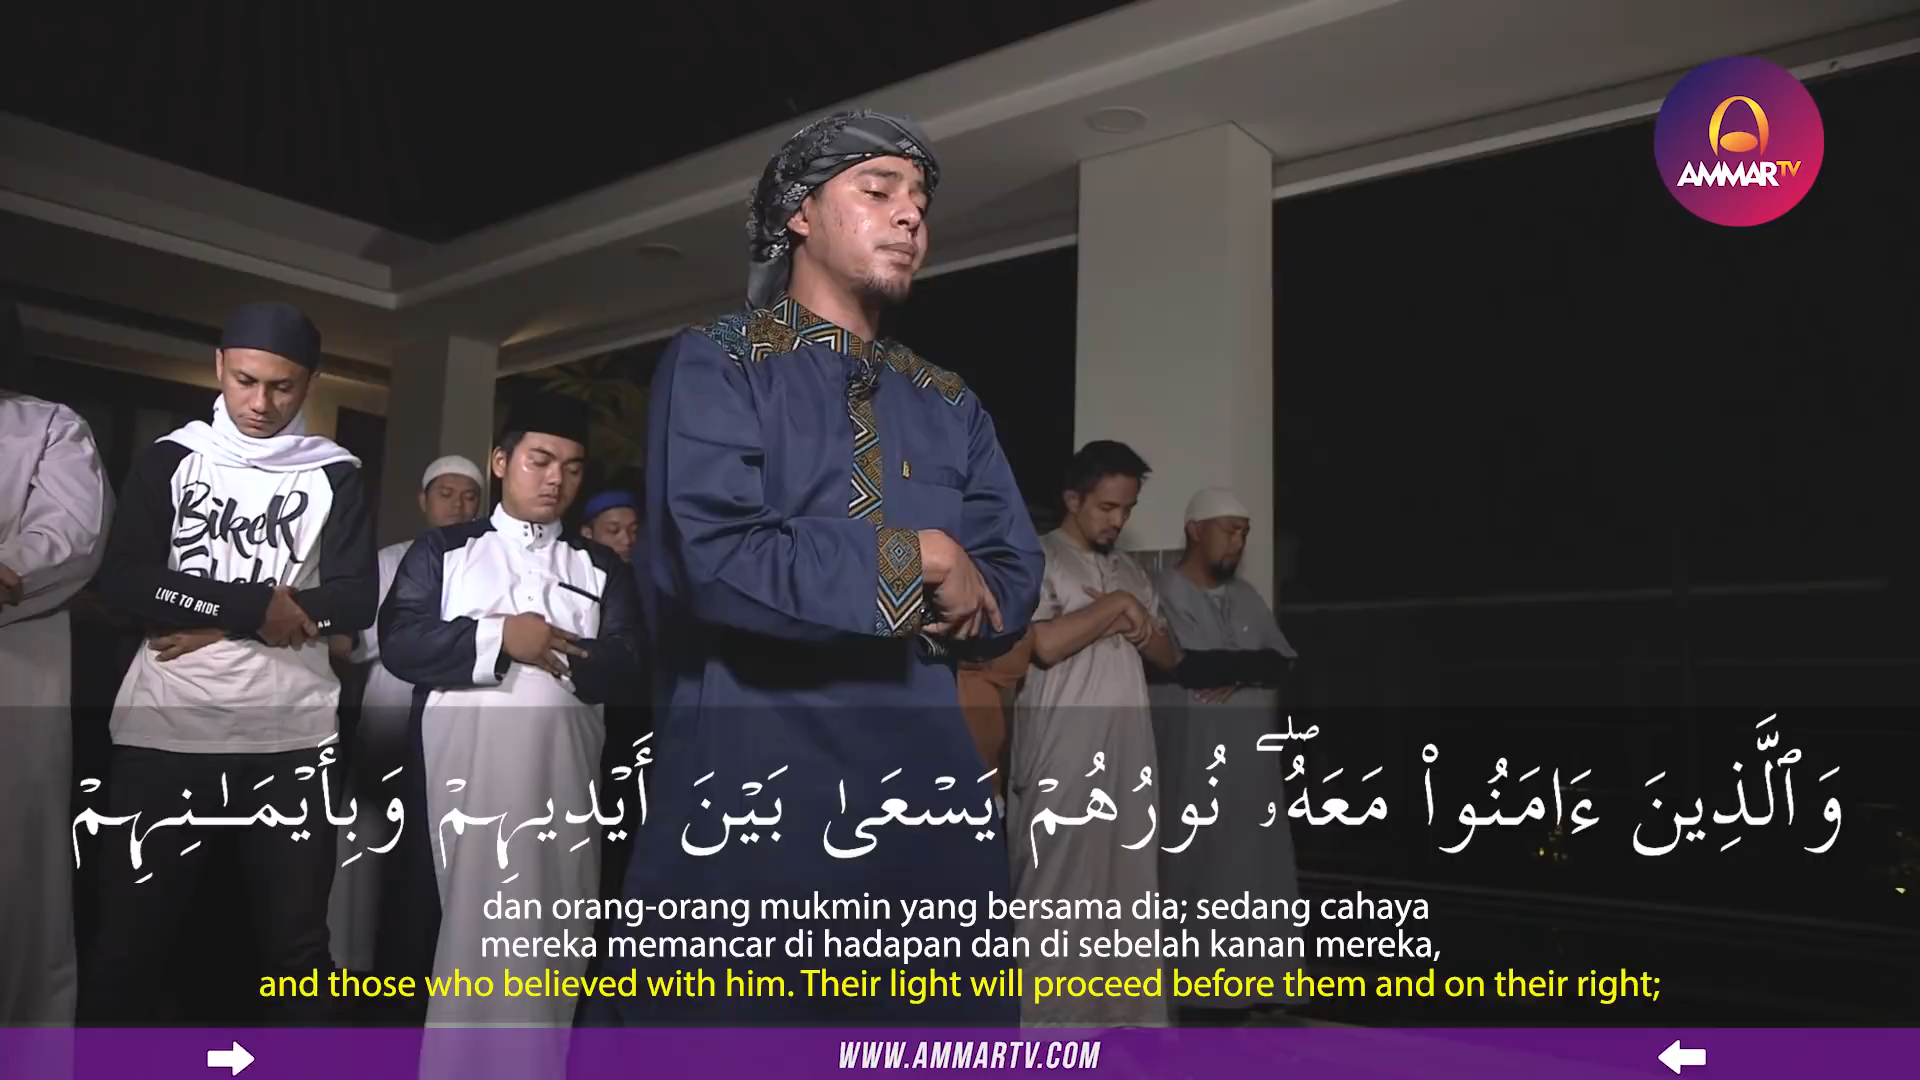 AMMARTV
BikeR
LIVE TO RIDE
وَٱلَّذِينَ ءَامَنُوا۟ مَعَهُۥ ۖ نُورُهُمْ يَسْعَىٰ بَيْنَ أَيْدِيهِمْ وَبِأَيْمَـٰنِهِمْ
dan orang-orang mukmin yang bersama dia; sedang cahaya
mereka memancar di hadapan dan di sebelah kanan mereka,
and those who believed with him. Their light will proceed before them and on their right;
WWW.AMMARTV.COM